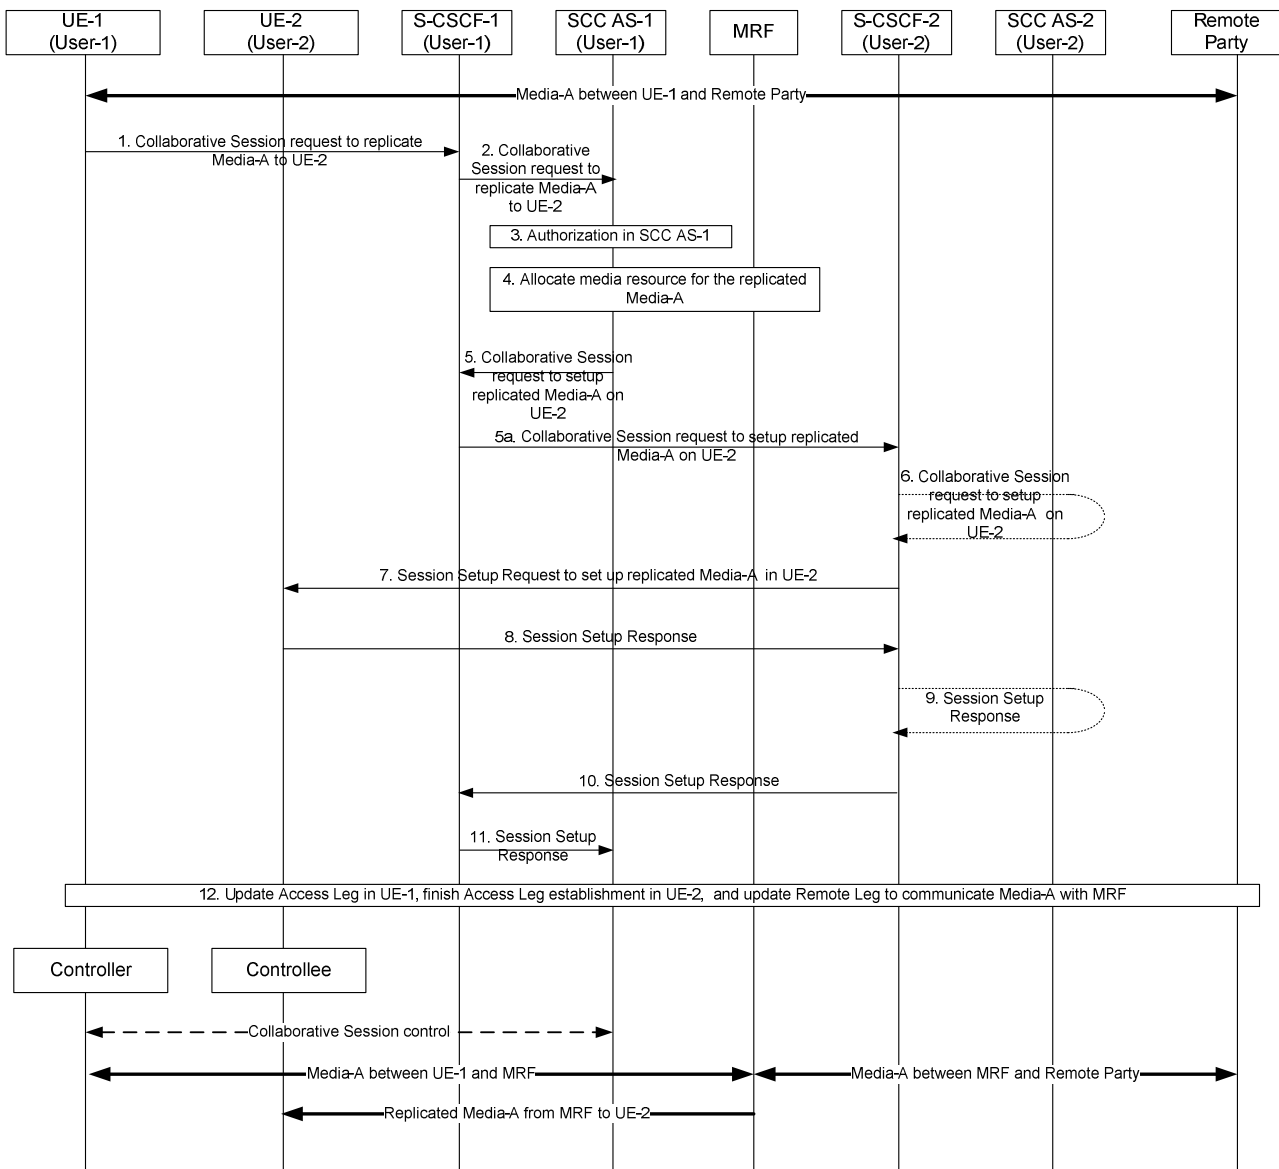 UE-1
(User-1)
UE-2
(User-2)
S-CSCF-1
(User-1)
SCC AS-1
(User-1)
MRF
S-CSCF-2
(User-2)
SCC AS-2
(User-2)
Remote
Party
Media-A between UE-1 and Remote Party
1. Collaborative Session request to replicate
Media-A to UE-2
2. Collaborative
Session request to
replicate Media-A
to UE-2
3. Authorization in SCC AS-1
4. Allocate media resource for the replicated
Media-A
5. Collaborative Session
request to setup
replicated Media-A on
UE-2
5a. Collaborative Session request to setup replicated
Media-A on UE-2
6. Collaborative Session
request to setup
replicated Media-A on
UE-2
7. Session Setup Request to set up replicated Media-A in UE-2
8. Session Setup Response
9. Session Setup
Response
10. Session Setup Response
11. Session Setup
Response
12. Update Access Leg in UE-1, finish Access Leg establishment in UE-2, and update Remote Leg to communicate Media-A with MRF
Controller
Controllee
Collaborative Session control
Media-A between UE-1 and MRF
Media-A between MRF and Remote Party
Replicated Media-A from MRF to UE-2